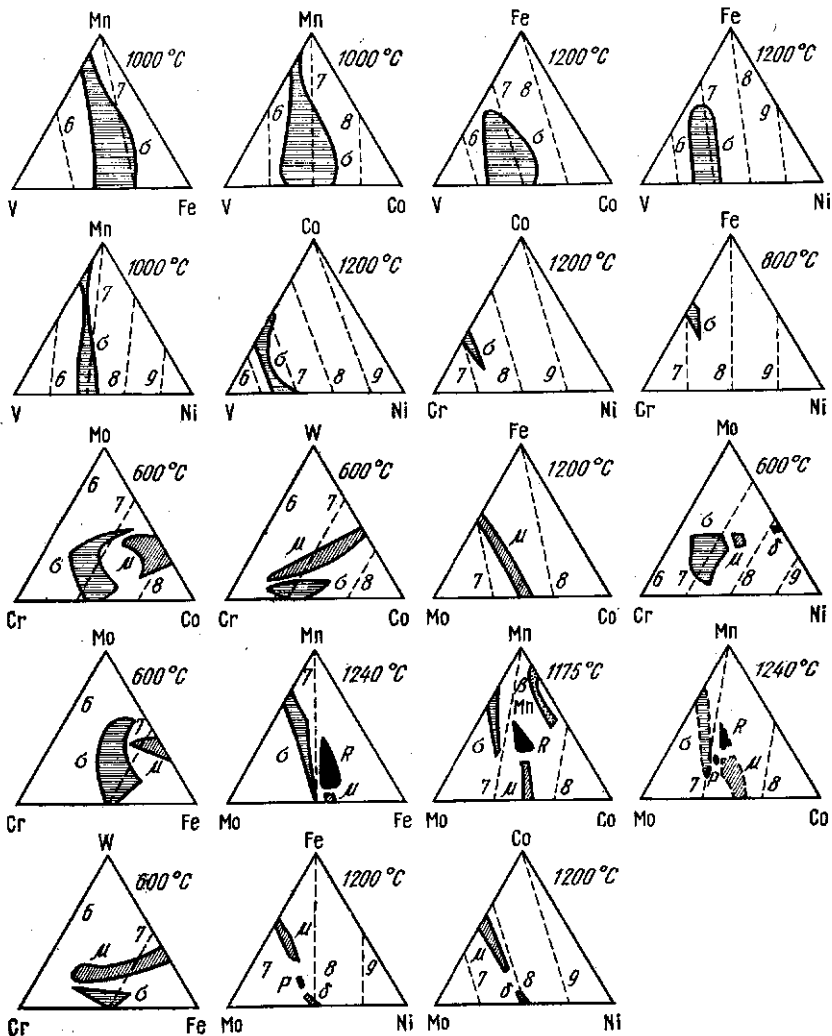 Mn Mn Fe Fe
1000°C 1000°C 1200°C 1200°C
7 7 7 8 8
6 6 8 6 6 7 9
σ σ σ σ
V Fe V Co V Co V Ni
Mn Co Co Fe
1000°C 1200°C 1200°C 800°C
7
σ σ σ σ
6 8 9 6 7 8 9 7 8 9 7 8 9
V Ni V Ni Cr Ni Cr Ni
Mo W Fe Mo
600°C 600°C 1200°C 600°C
6 7 6 7
σ μ μ μ σ μ δ
8 σ 8 7 8 6 7 8 9
Cr Co Cr Co Mo Co Cr Ni
Mo Mn Mn Mn
600°C 1240°C 1175°C 1240°C
6 7 7 β
Mn
σ μ σ R σ R σ R
μ 7 μ 8 7 P μ 8
Cr Fe Mo Fe Mo Co Mo Co
W Fe Co
600°C 1200°C 1200°C
6 7
μ μ μ
σ 7 P 8 δ 9 7 δ 8 9
Cr Fe Mo Ni Mo Ni